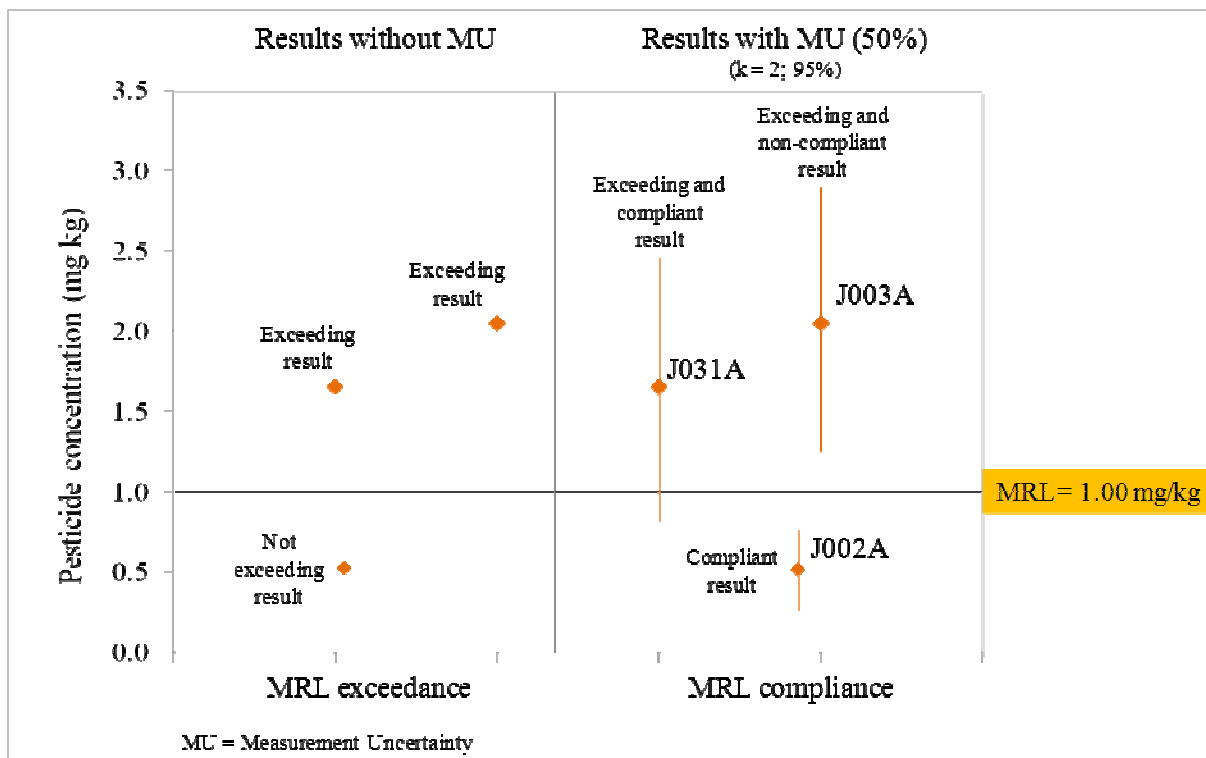 Results without MU
Results with MU (50%)
(k = 2; 95%)
Pesticide concentration (mg kg)
3.5
3.0
2.5
2.0
1.5
1.0
0.5
0.0
Exceeding
result
Exceeding
result
Not
exceeding
result
Exceeding and
compliant
result
J031A
Exceeding and
non-compliant
result
J003A
Compliant
result
J002A
MRL= 1.00 mg/kg
MRL exceedance
MRL compliance
MU = Measurement Uncertainty